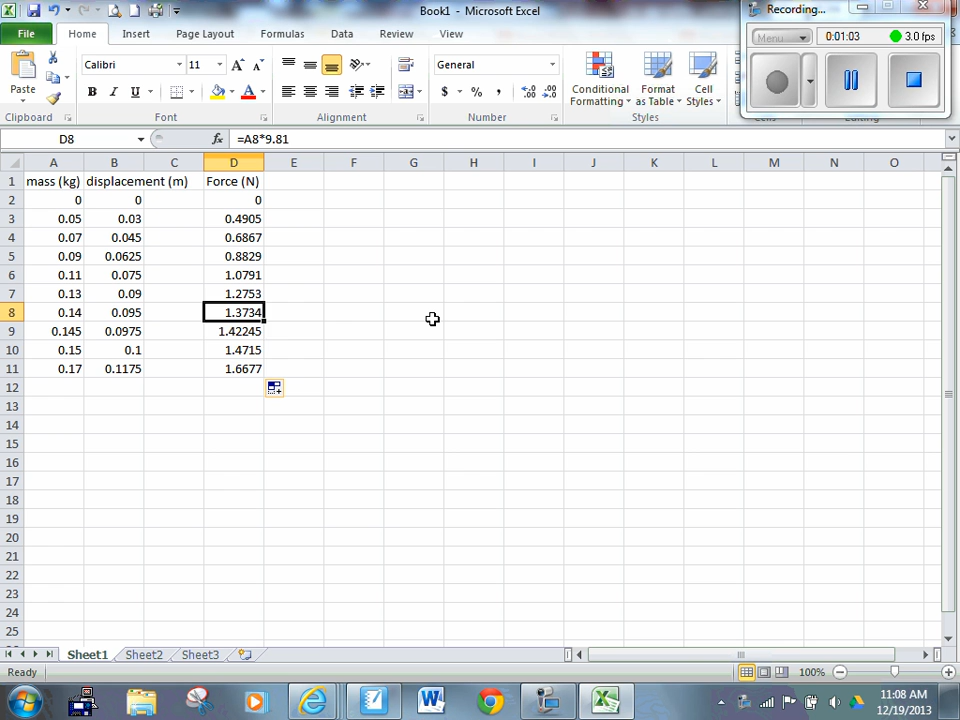 Book1 - Microsoft Excel
Recording...
File Home Insert Page Layout Formulas Data Review View
Menu 0:01:03 3.0 fps
Paste
Calibri 11 A A
General
B I U A
$ % , .0 .00 .00 .0
Conditional Formatting
Format as Table
Cell Styles
Clipboard Font Alignment Number Styles
D8 fx =A8*9.81
A B C D E F G H I J K L M N O
1 mass (kg) displacement (m) Force (N)
2 0 0 0
3 0.05 0.03 0.4905
4 0.07 0.045 0.6867
5 0.09 0.0625 0.8829
6 0.11 0.075 1.0791
7 0.13 0.09 1.2753
8 0.14 0.095 1.3734
9 0.145 0.0975 1.42245
10 0.15 0.1 1.4715
11 0.17 0.1175 1.6677
12
13
14
15
16
17
18
19
20
21
22
23
24
25
Sheet1 Sheet2 Sheet3
Ready 100%
11:08 AM
12/19/2013